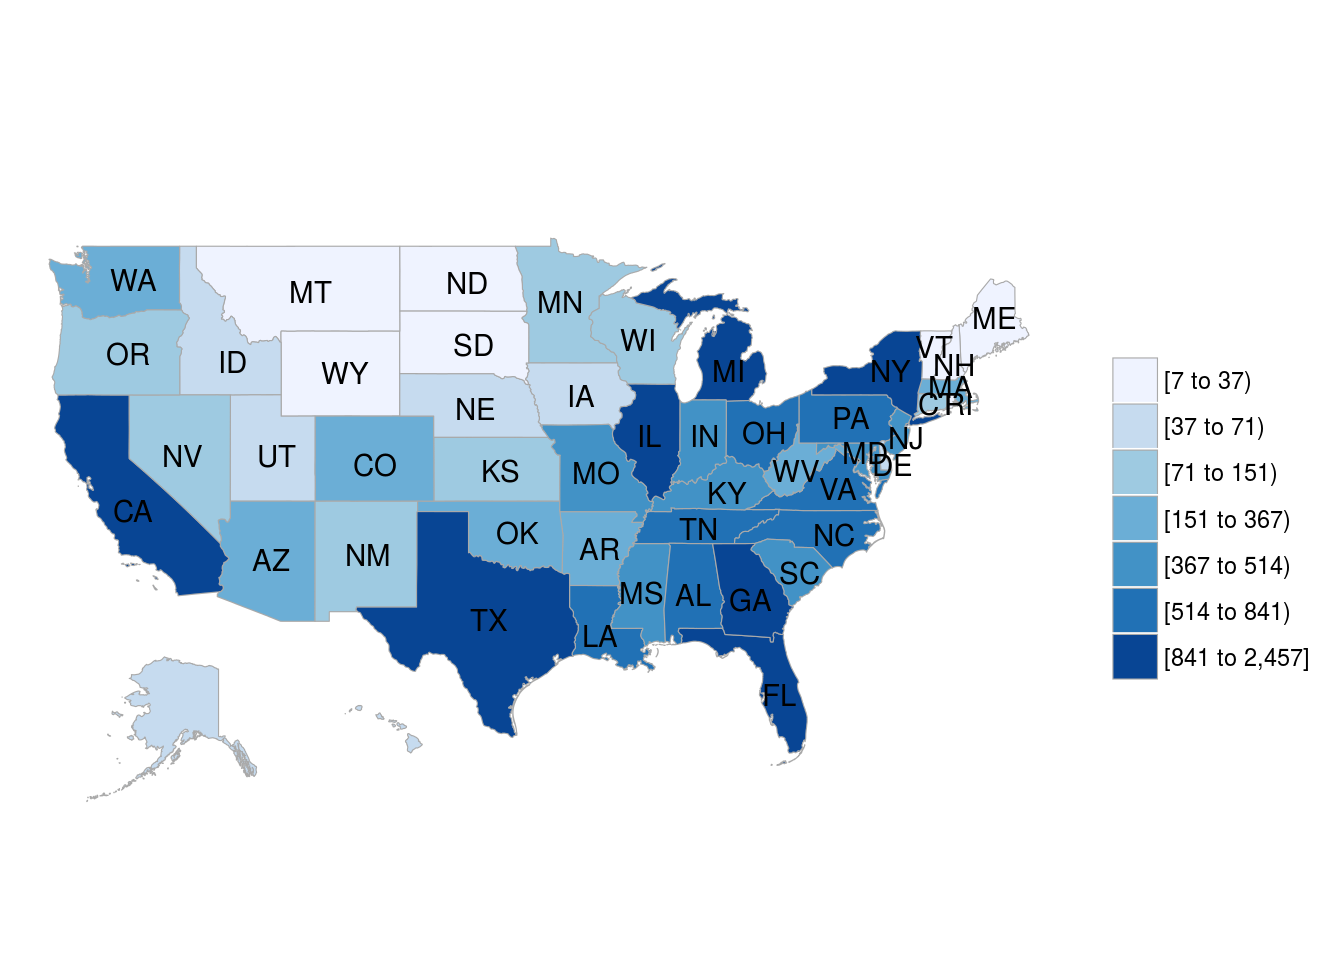 WA
MT
ND
MN
ME
OR
ID
SD
WI
VT
NH
WY
MI
NY
MA
NE
IA
CT
RI
NV
UT
CO
KS
MO
IL
IN
OH
PA
NJ
MD
DE
WV
VA
KY
CA
AZ
NM
OK
AR
TN
NC
SC
MS
AL
GA
TX
LA
FL
[7 to 37)
[37 to 71)
[71 to 151)
[151 to 367)
[367 to 514)
[514 to 841)
[841 to 2,457]